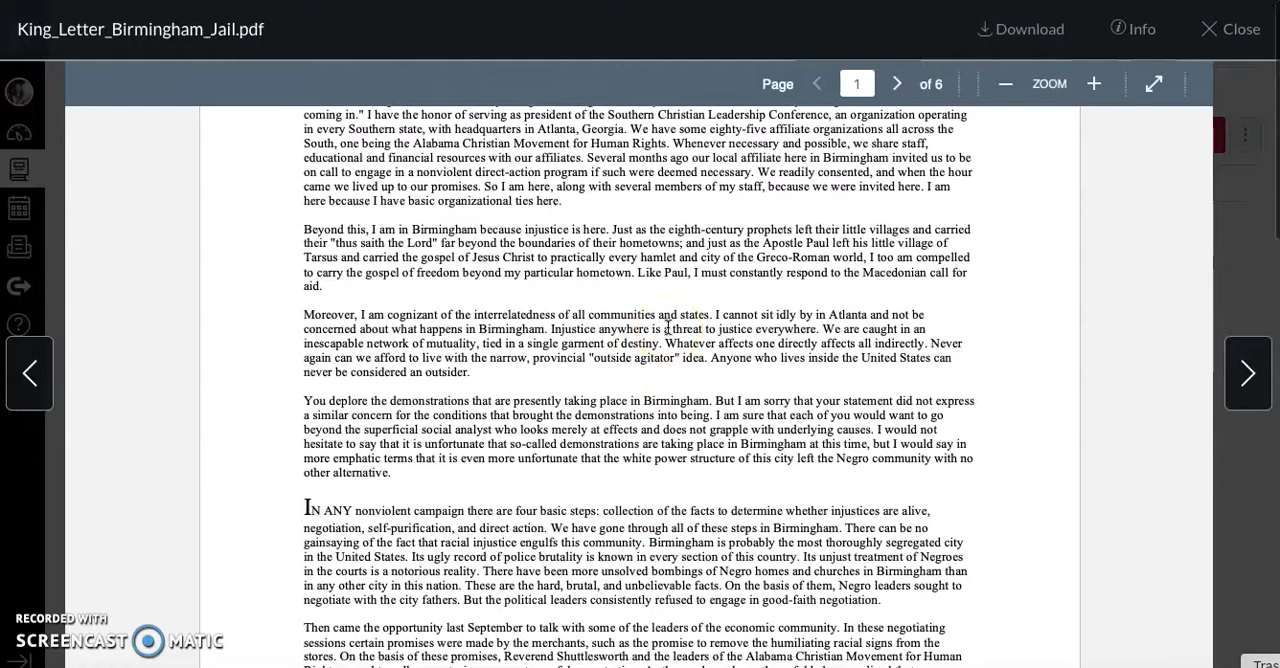 King_Letter_Birmingham_Jail.pdf
Download
Info
Close
Page
1
of 6
ZOOM
coming in." I have the honor of serving as president of the Southern Christian Leadership Conference, an organization operating
in every Southern state, with headquarters in Atlanta, Georgia. We have some eighty-five affiliate organizations all across the
South, one being the Alabama Christian Movement for Human Rights. Whenever necessary and possible, we share staff,
educational and financial resources with our affiliates. Several months ago our local affiliate here in Birmingham invited us to be
on call to engage in a nonviolent direct-action program if such were deemed necessary. We readily consented, and when the hour
came we lived up to our promises. So I am here, along with several members of my staff, because we were invited here. I am
here because I have basic organizational ties here.
Beyond this, I am in Birmingham because injustice is here. Just as the eighth-century prophets left their little villages and carried
their "thus saith the Lord" far beyond the boundaries of their hometowns; and just as the Apostle Paul left his little village of
Tarsus and carried the gospel of Jesus Christ to practically every hamlet and city of the Greco-Roman world, I too am compelled
to carry the gospel of freedom beyond my particular hometown. Like Paul, I must constantly respond to the Macedonian call for
aid.
Moreover, I am cognizant of the interrelatedness of all communities and states. I cannot sit idly by in Atlanta and not be
concerned about what happens in Birmingham. Injustice anywhere is a threat to justice everywhere. We are caught in an
inescapable network of mutuality, tied in a single garment of destiny. Whatever affects one directly affects all indirectly. Never
again can we afford to live with the narrow, provincial "outside agitator" idea. Anyone who lives inside the United States can
never be considered an outsider.
You deplore the demonstrations that are presently taking place in Birmingham. But I am sorry that your statement did not express
a similar concern for the conditions that brought the demonstrations into being. I am sure that each of you would want to go
beyond the superficial social analyst who looks merely at effects and does not grapple with underlying causes. I would not
hesitate to say that it is unfortunate that so-called demonstrations are taking place in Birmingham at this time, but I would say in
more emphatic terms that it is even more unfortunate that the white power structure of this city left the Negro community with no
other alternative.
IN ANY nonviolent campaign there are four basic steps: collection of the facts to determine whether injustices are alive,
negotiation, self-purification, and direct action. We have gone through all of these steps in Birmingham. There can be no
gainsaying of the fact that racial injustice engulfs this community. Birmingham is probably the most thoroughly segregated city
in the United States. Its ugly record of police brutality is known in every section of this country. Its unjust treatment of Negroes
in the courts is a notorious reality. There have been more unsolved bombings of Negro homes and churches in Birmingham than
in any other city in this nation. These are the hard, brutal, and unbelievable facts. On the basis of them, Negro leaders sought to
negotiate with the city fathers. But the political leaders consistently refused to engage in good-faith negotiation.
Then came the opportunity last September to talk with some of the leaders of the economic community. In these negotiating
sessions certain promises were made by the merchants, such as the promise to remove the humiliating racial signs from the
stores. On the basis of these promises, Reverend Shuttlesworth and the leaders of the Alabama Christian Movement for Human
RECORDED WITH
SCREENCAST MATIC